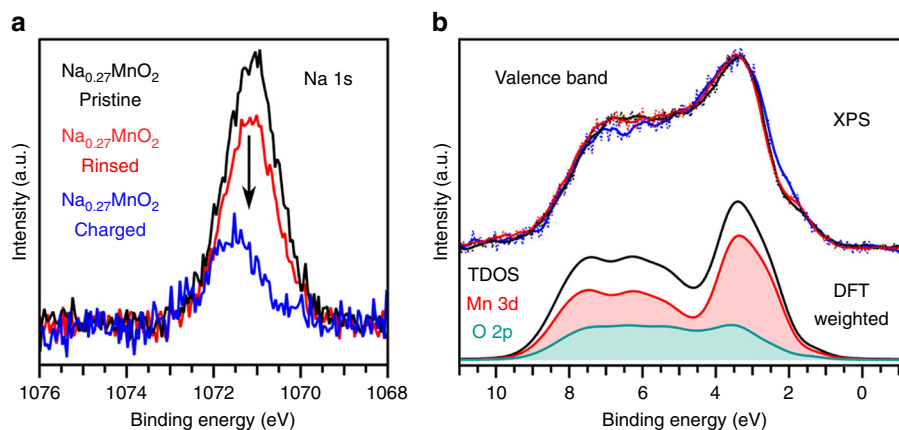 a
Na0.27MnO2
Pristine
Na0.27MnO2
Rinsed
Na0.27MnO2
Charged
Na 1s
Intensity (a.u.)
1076 1074 1072 1070 1068
Binding energy (eV)
b
Valence band
XPS
TDOS
Mn 3d
O 2p
DFT
weighted
Intensity (a.u.)
10 8 6 4 2 0
Binding energy (eV)